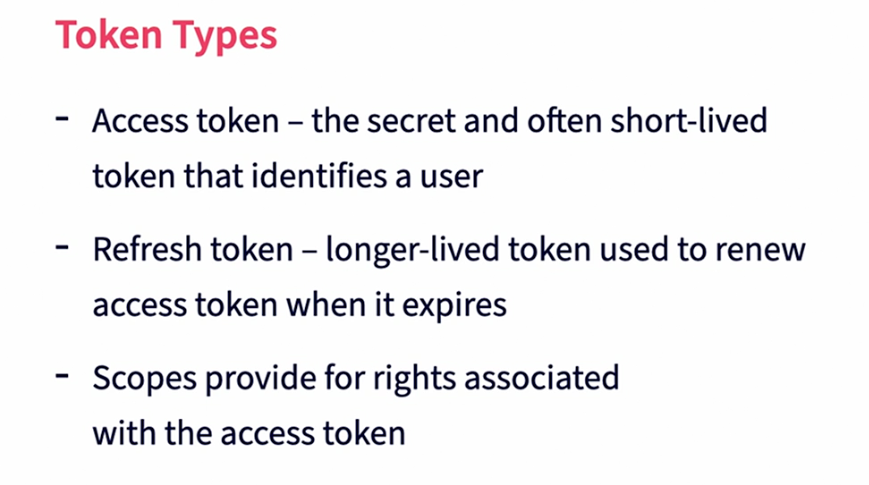 Token Types
- Access token – the secret and often short-lived
token that identifies a user
- Refresh token – longer-lived token used to renew
access token when it expires
- Scopes provide for rights associated
with the access token